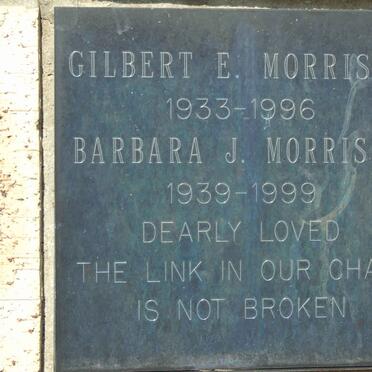 GILBERT E. MORRIS
1933-1996
BARBARA J. MORRIS
1939-1999
DEARLY LOVED
THE LINK IN OUR CHA
IS NOT BROKEN